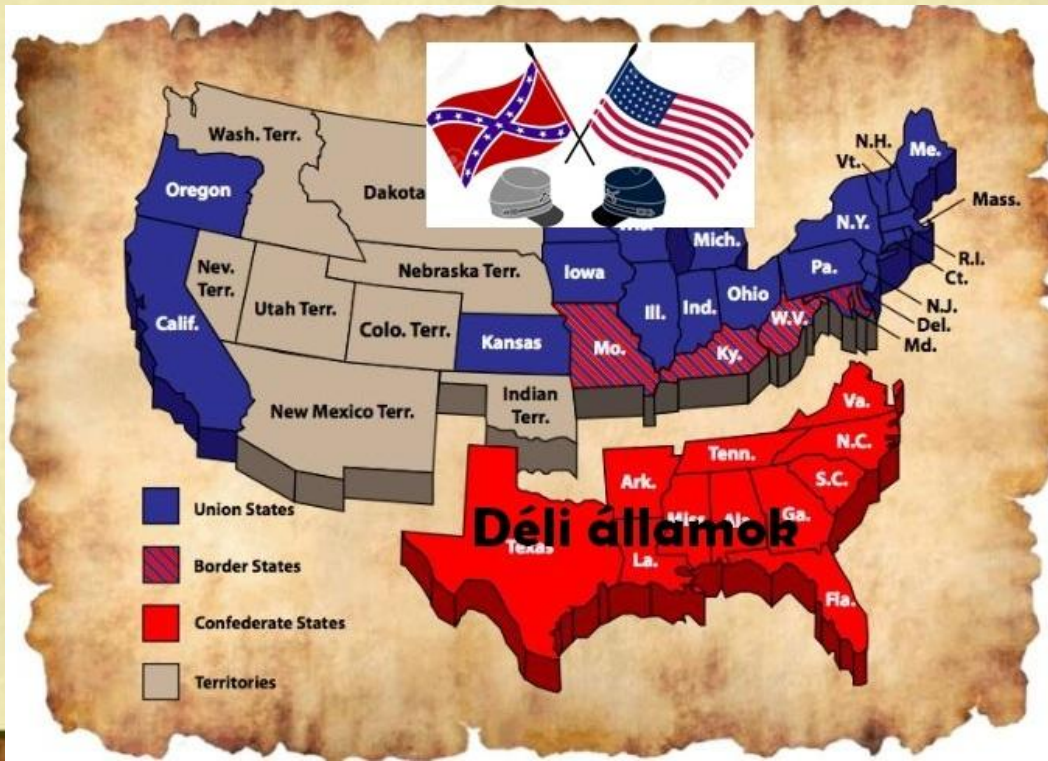 Wash. Terr.
Oregon
Dakota
Nev.
Terr.
Utah Terr.
Colo. Terr.
Nebraska Terr.
Calif.
New Mexico Terr.
Kansas
Indian
Terr.
Iowa
Mich.
Ill.
Ind.
Ohio
Mo.
Ky.
W.V.
Pa.
N.Y.
Vt.
N.H.
Me.
Mass.
R.I.
Ct.
N.J.
Del.
Md.
Va.
N.C.
Tenn.
S.C.
Ark.
Miss.
Ala.
Ga.
Texas
La.
Fla.
Déli államok
Union States
Border States
Confederate States
Territories